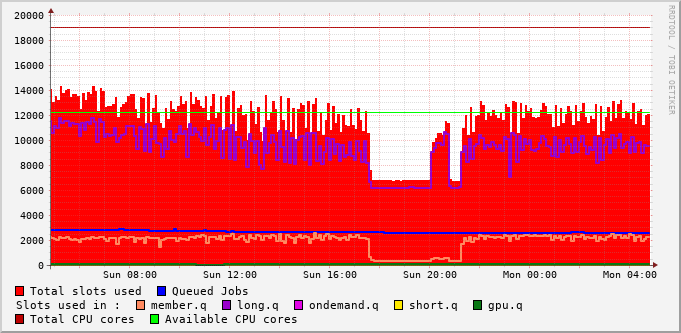 RRDTOOL / TOBI OETIKER
20000
18000
16000
14000
12000
10000
8000
6000
4000
2000
0
Sun 08:00 Sun 12:00 Sun 16:00 Sun 20:00 Mon 00:00 Mon 04:00
Total slots used Queued Jobs
Slots used in : member.q long.q ondemand.q short.q gpu.q
Total CPU cores Available CPU cores